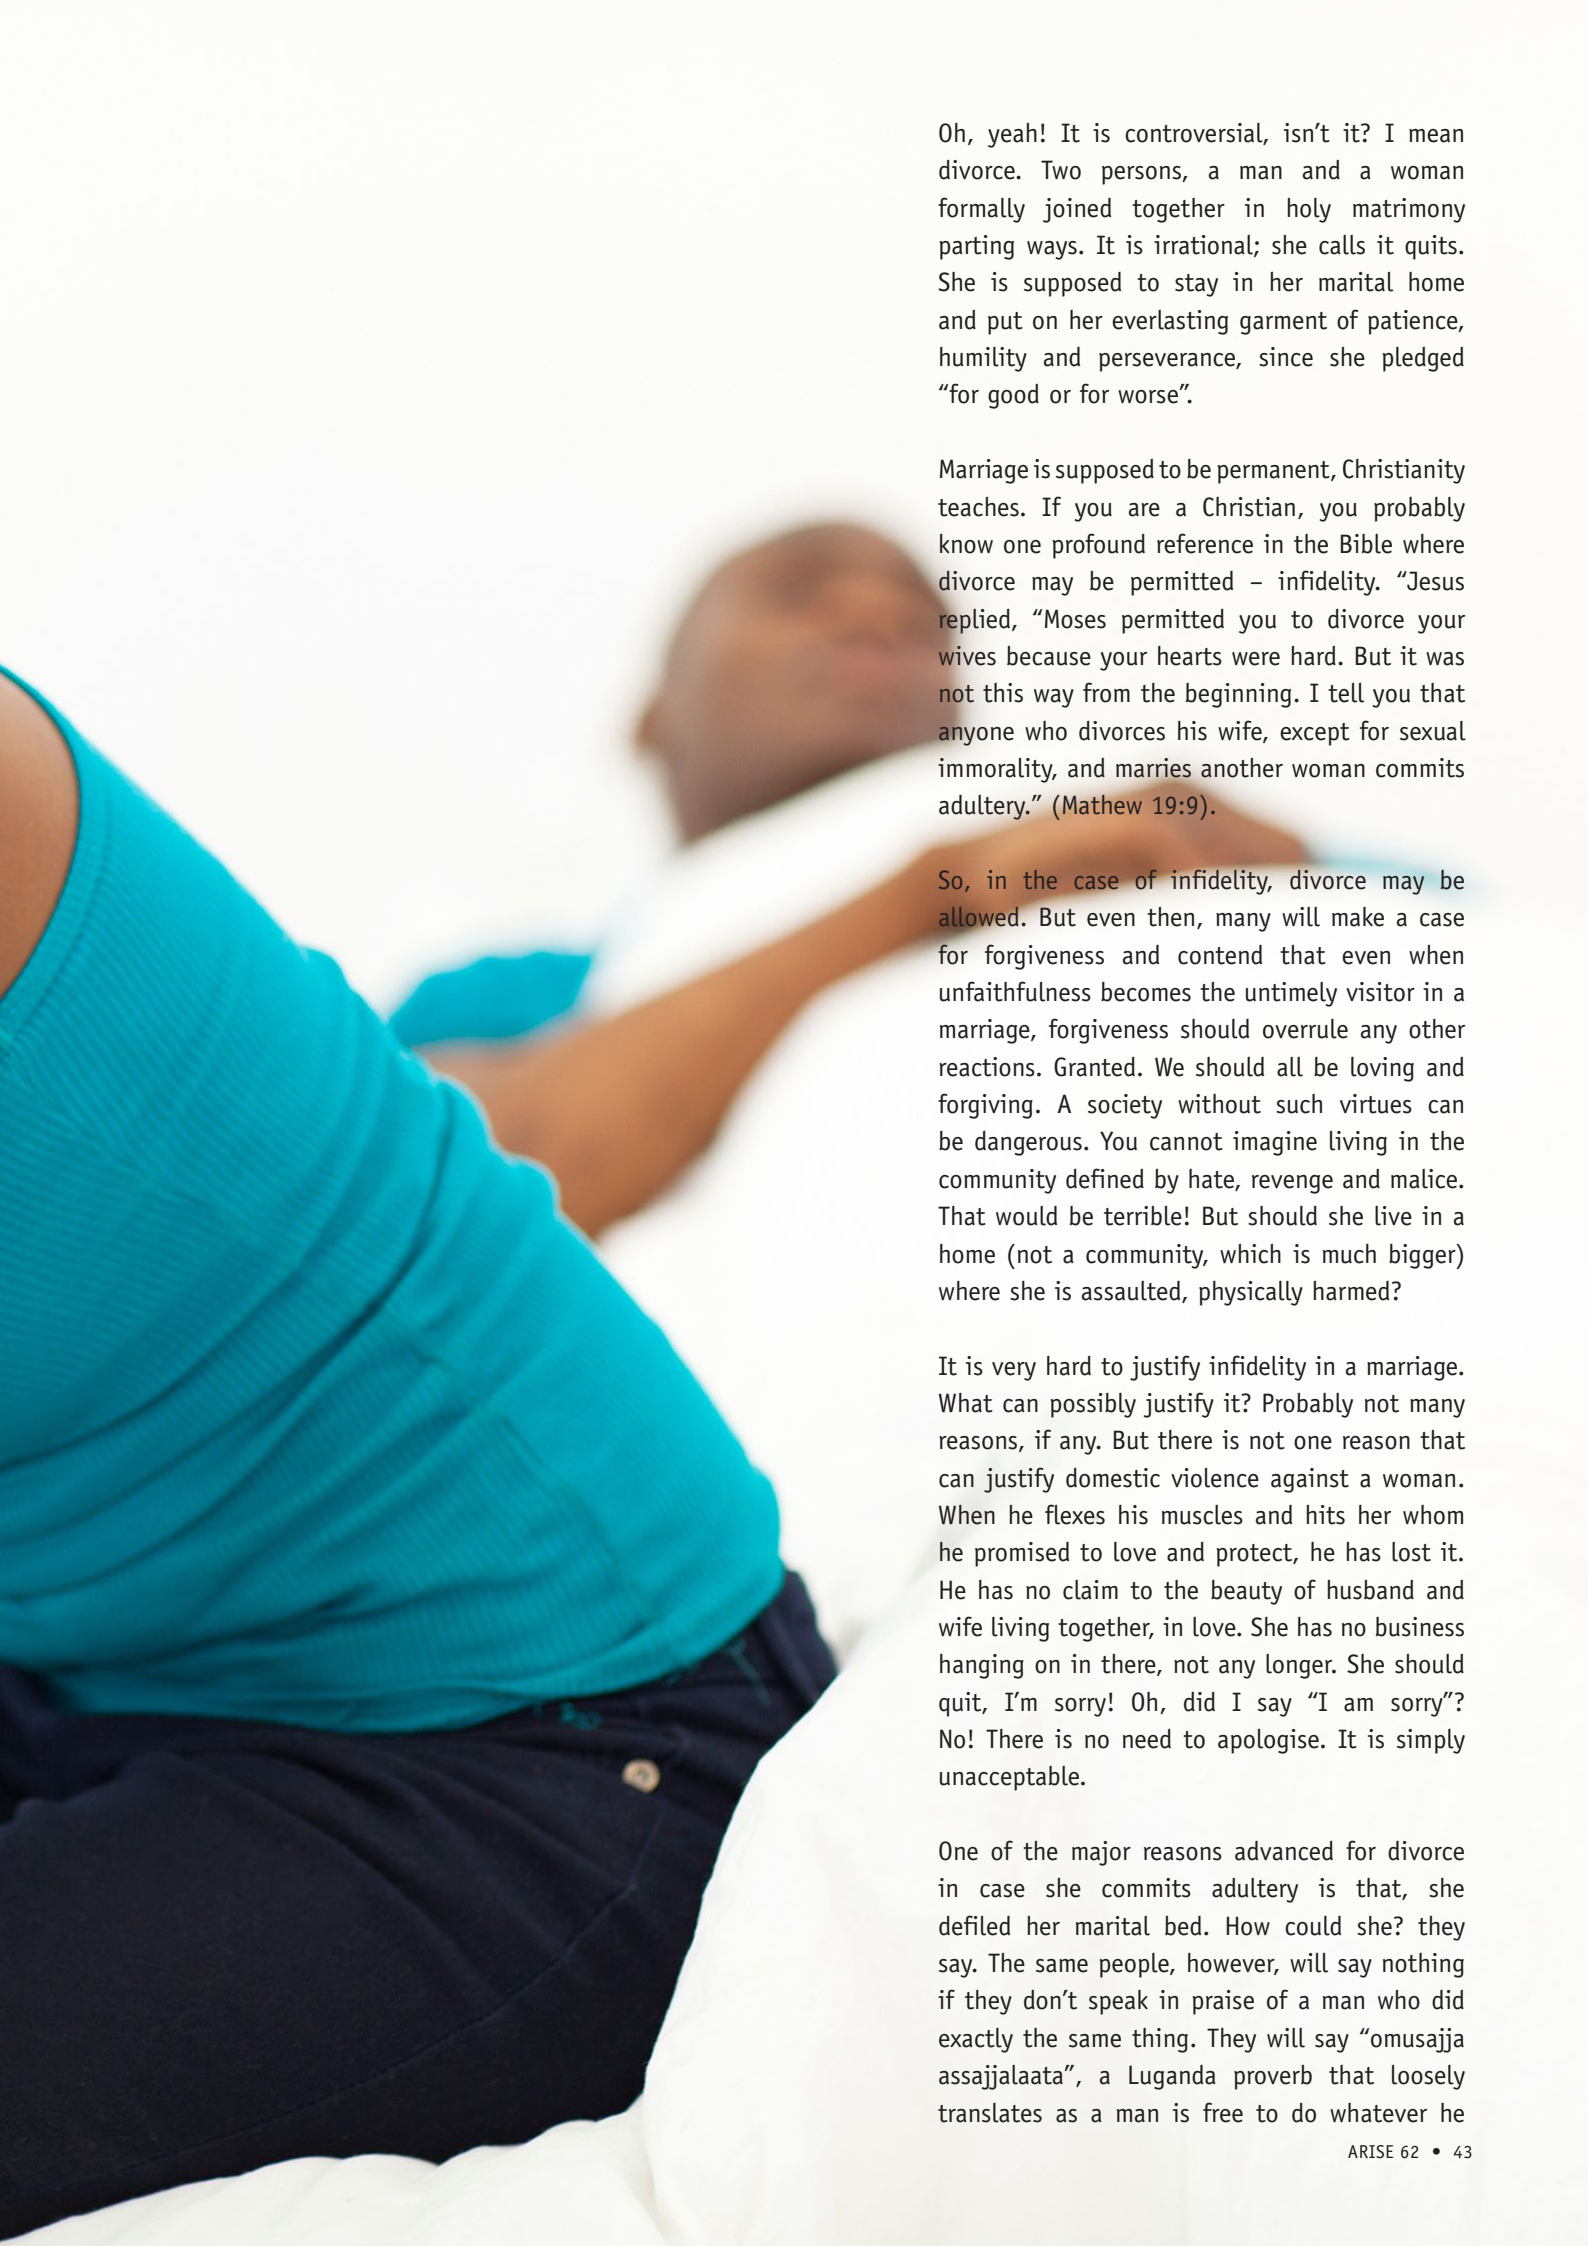 Oh, yeah! It is controversial, isn’t it? I mean
divorce. Two persons, a man and a woman
formally joined together in holy matrimony
parting ways. It is irrational; she calls it quits.
She is supposed to stay in her marital home
and put on her everlasting garment of patience,
humility and perseverance, since she pledged
“for good or for worse”.
Marriage is supposed to be permanent, Christianity
teaches. If you are a Christian, you probably
know one profound reference in the Bible where
divorce may be permitted – infidelity. “Jesus
replied, “Moses permitted you to divorce your
wives because your hearts were hard. But it was
not this way from the beginning. I tell you that
anyone who divorces his wife, except for sexual
immorality, and marries another woman commits
adultery.” (Mathew 19:9).
So, in the case of infidelity, divorce may be
allowed. But even then, many will make a case
for forgiveness and contend that even when
unfaithfulness becomes the untimely visitor in a
marriage, forgiveness should overrule any other
reactions. Granted. We should all be loving and
forgiving. A society without such virtues can
be dangerous. You cannot imagine living in the
community defined by hate, revenge and malice.
That would be terrible! But should she live in a
home (not a community, which is much bigger)
where she is assaulted, physically harmed?
It is very hard to justify infidelity in a marriage.
What can possibly justify it? Probably not many
reasons, if any. But there is not one reason that
can justify domestic violence against a woman.
When he flexes his muscles and hits her whom
he promised to love and protect, he has lost it.
He has no claim to the beauty of husband and
wife living together, in love. She has no business
hanging on in there, not any longer. She should
quit, I’m sorry! Oh, did I say “I am sorry”?
No! There is no need to apologise. It is simply
unacceptable.
One of the major reasons advanced for divorce
in case she commits adultery is that, she
defiled her marital bed. How could she? they
say. The same people, however, will say nothing
if they don’t speak in praise of a man who did
exactly the same thing. They will say “omusajja
assajjalaata”, a Luganda proverb that loosely
translates as a man is free to do whatever he
ARISE 62 • 43